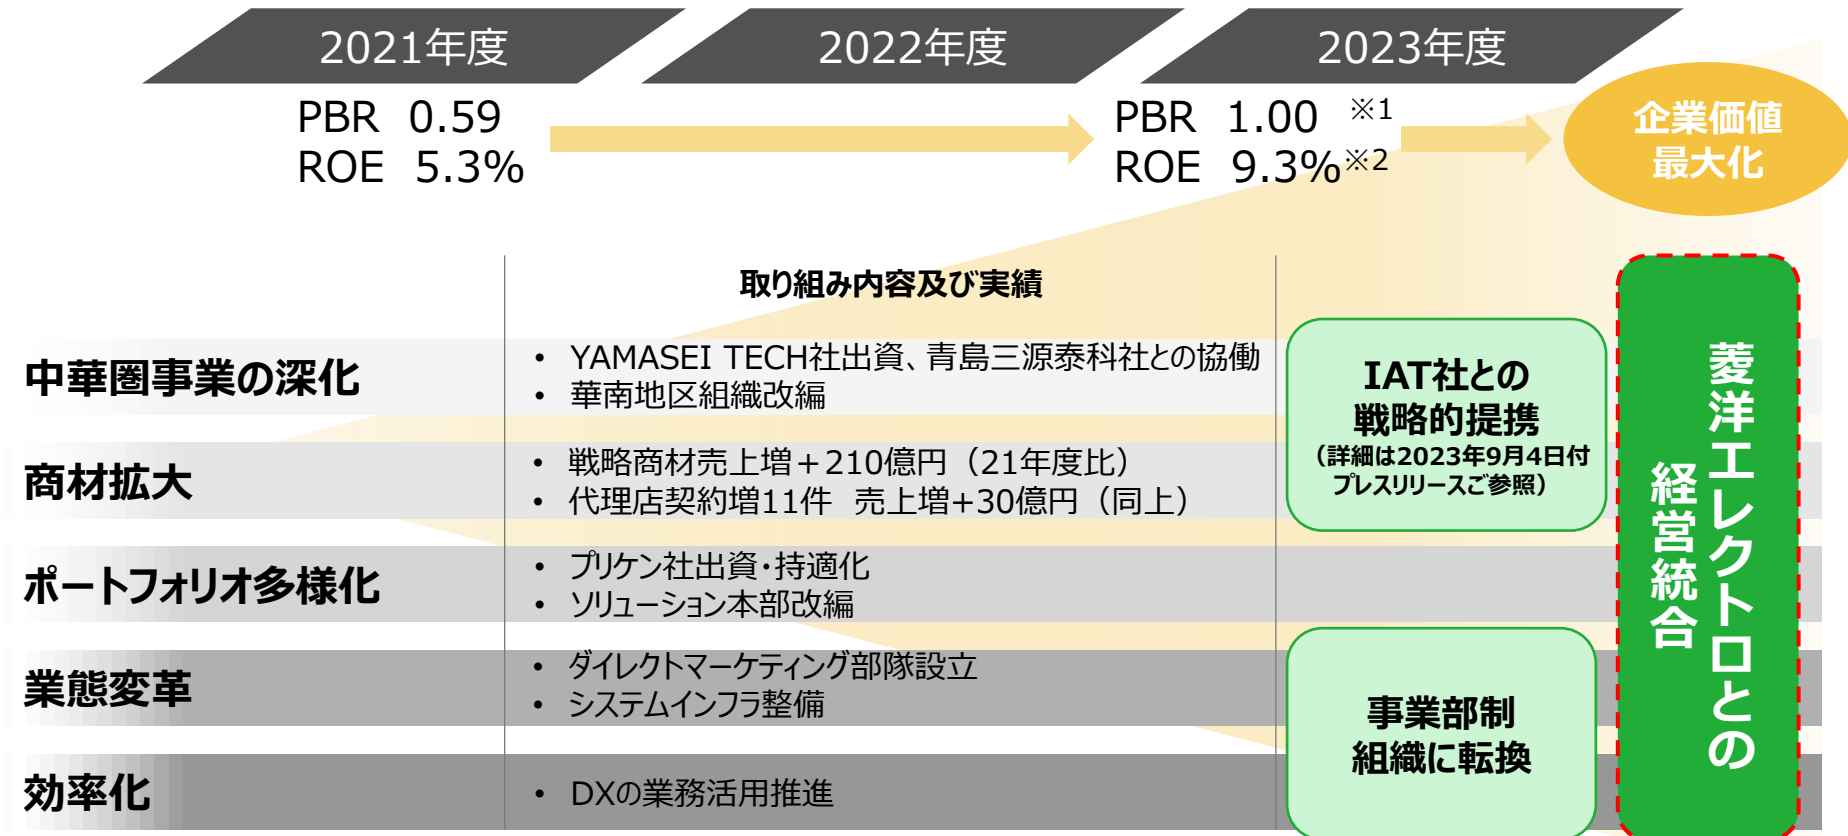 2021年度
2022年度
2023年度
PBR 0.59
ROE 5.3%
PBR 1.00 ※1
ROE 9.3%※2
企業価値
最大化
取り組み内容及び実績
中華圏事業の深化
• YAMASEI TECH社出資、青島三源泰科社との協働
• 華南地区組織改編
商材拡大
• 戦略商材売上増＋210億円（21年度比）
• 代理店契約増11件 売上増+30億円（同上）
ポートフォリオ多様化
• プリケン社出資・持適化
• ソリューション本部改編
業態変革
• ダイレクトマーケティング部隊設立
• システムインフラ整備
効率化
• DXの業務活用推進
IAT社との
戦略的提携
（詳細は2023年9月4日付
プレスリリースご参照）
事業部制
組織に転換
菱洋エレクトロとの
経営統合